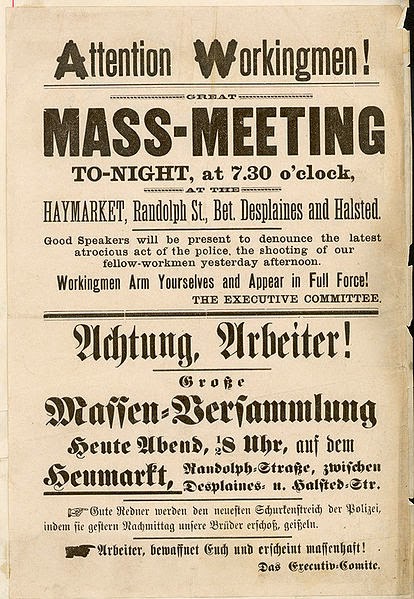 Attention Workingmen!
GREAT
MASS-MEETING
TO-NIGHT, at 7.30 o'clock,
AT THE
HAYMARKET, Randolph St., Bet. Desplaines and Halsted.
Good Speakers will be present to denounce the latest
atrocious act of the police, the shooting of our
fellow-workmen yesterday afternoon.
Workingmen Arm Yourselves and Appear in Full Force!
THE EXECUTIVE COMMITTEE.
Achtung, Arbeiter!
Große
Massen-Versammlung
Heute Abend, ½8 Uhr, auf dem
Heumarkt, Randolph-Straße, zwischen
Desplaines- u. Halsted-Str.
☞ Gute Redner werden den neuesten Schurkenstreich der Polizei,
indem sie gestern Nachmittag unsere Brüder erschoß, geißeln.
☛ Arbeiter, bewaffnet Euch und erscheint massenhaft!
Das Executiv-Comite.